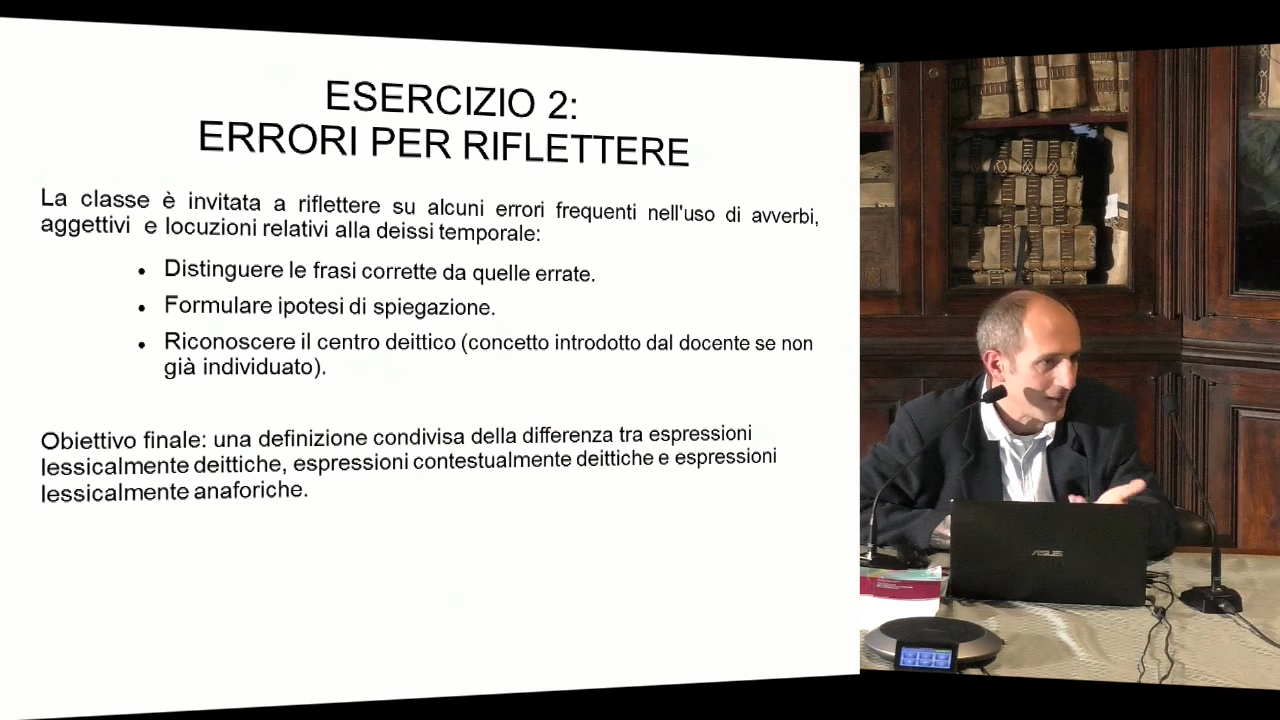 ESERCIZIO 2:
ERRORI PER RIFLETTERE
La classe è invitata a riflettere su alcuni errori frequenti nell'uso di avverbi,
aggettivi e locuzioni relativi alla deissi temporale:
• Distinguere le frasi corrette da quelle errate.
• Formulare ipotesi di spiegazione.
• Riconoscere il centro deittico (concetto introdotto dal docente se non
già individuato).
Obiettivo finale: una definizione condivisa della differenza tra espressioni
lessicalmente deittiche, espressioni contestualmente deittiche e espressioni
lessicalmente anaforiche.
ASUS